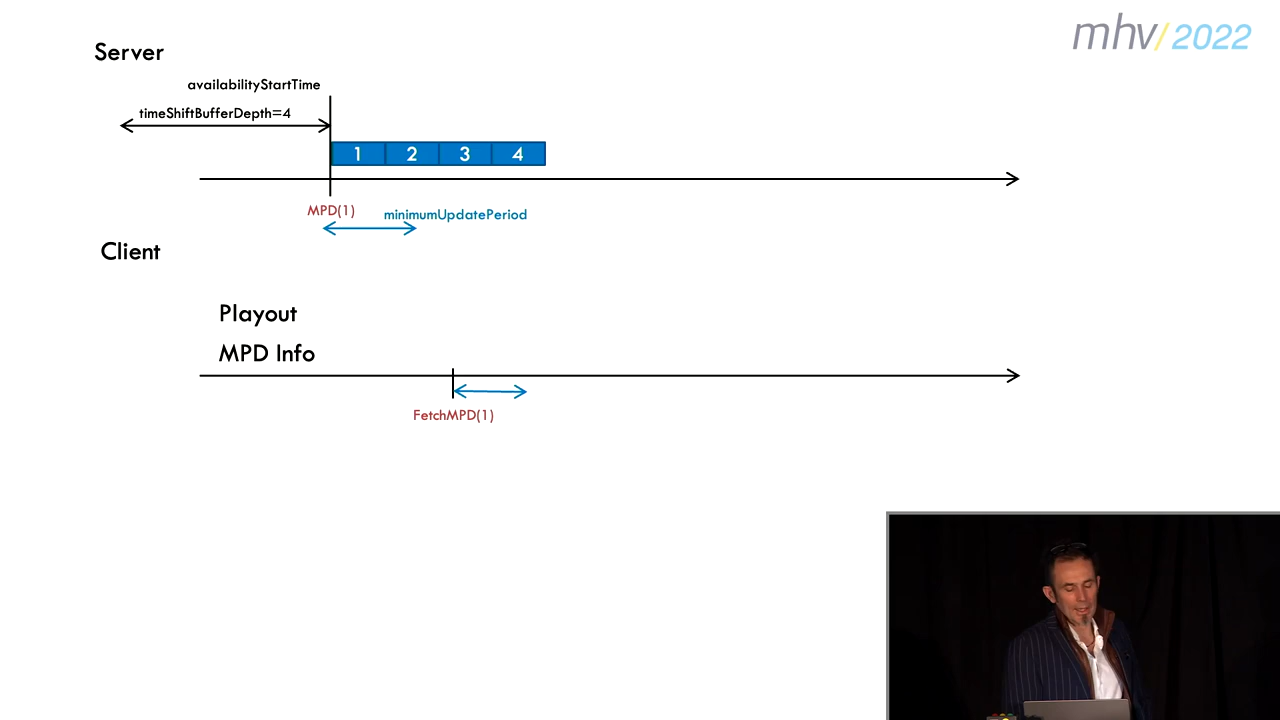 mhv/2022
Server
availabilityStartTime
timeShiftBufferDepth=4
1 2 3 4
MPD(1)
minimumUpdatePeriod
Client
Playout
MPD Info
FetchMPD(1)